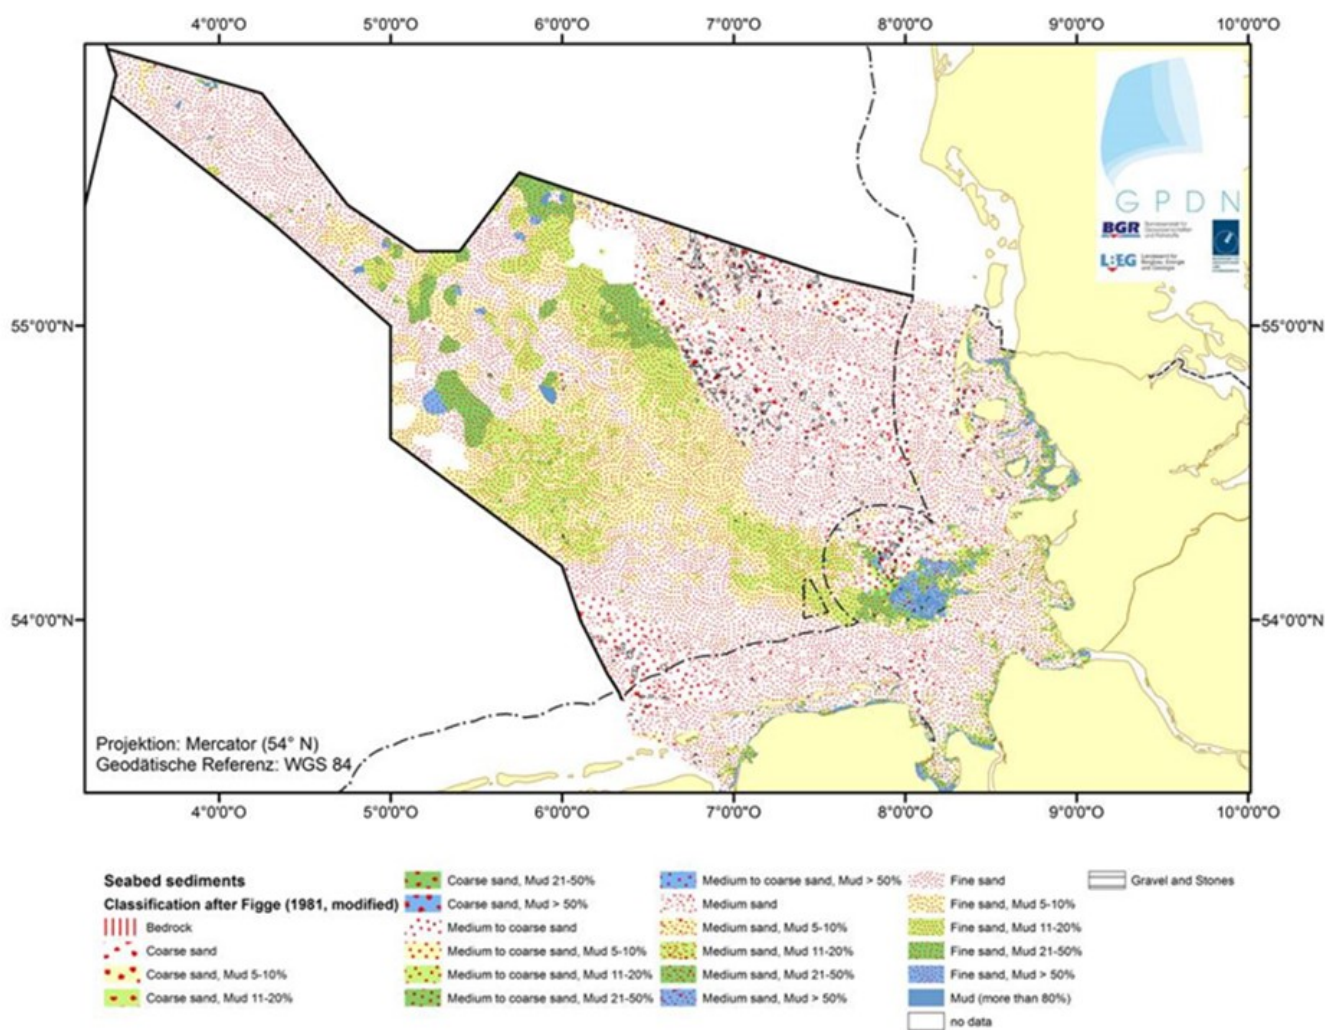 4°0'0"O 5°0'0"O 6°0'0"O 7°0'0"O 8°0'0"O 9°0'0"O 10°0'0"O
GPDN
BGR
LBEG
Landesamt für
Bergbau, Energie
und Geologie
55°0'0"N 55°0'0"N
54°0'0"N 54°0'0"N
Projektion: Mercator (54° N)
Geodätische Referenz: WGS 84
4°0'0"O 5°0'0"O 6°0'0"O 7°0'0"O 8°0'0"O 9°0'0"O 10°0'0"O
Seabed sediments
Classification after Figge (1981, modified)
Bedrock
Coarse sand
Coarse sand, Mud 5-10%
Coarse sand, Mud 11-20%
Coarse sand, Mud 21-50%
Coarse sand, Mud > 50%
Medium to coarse sand
Medium to coarse sand, Mud 5-10%
Medium to coarse sand, Mud 11-20%
Medium to coarse sand, Mud 21-50%
Medium to coarse sand, Mud > 50%
Medium sand
Medium sand, Mud 5-10%
Medium sand, Mud 11-20%
Medium sand, Mud 21-50%
Medium sand, Mud > 50%
Fine sand
Fine sand, Mud 5-10%
Fine sand, Mud 11-20%
Fine sand, Mud 21-50%
Fine sand, Mud > 50%
Mud (more than 80%)
no data
Gravel and Stones